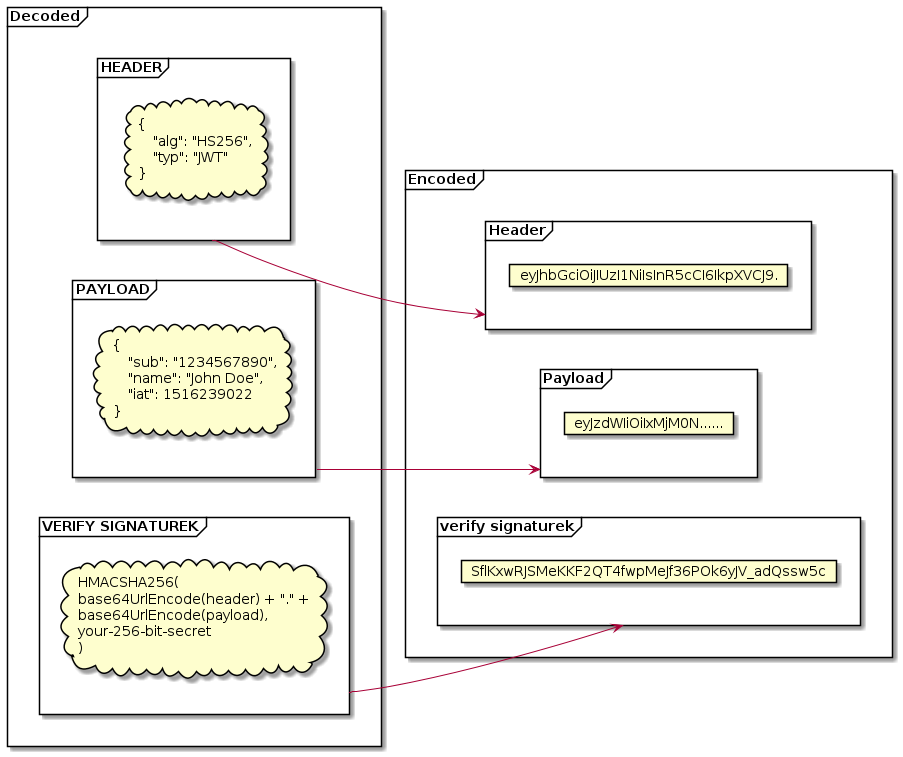 Decoded
HEADER
{
"alg": "HS256",
"typ": "JWT"
}
PAYLOAD
{
"sub": "1234567890",
"name": "John Doe",
"iat": 1516239022
}
VERIFY SIGNATUREK
HMACSHA256(
base64UrlEncode(header) + "." +
base64UrlEncode(payload),
your-256-bit-secret
)
Encoded
Header
eyJhbGciOiJIUzI1NiIsInR5cCI6IkpXVCJ9.
Payload
eyJzdWIiOiIxMjM0N......
verify signaturek
SflKxwRJSMeKKF2QT4fwpMeJf36POk6yJV_adQssw5c